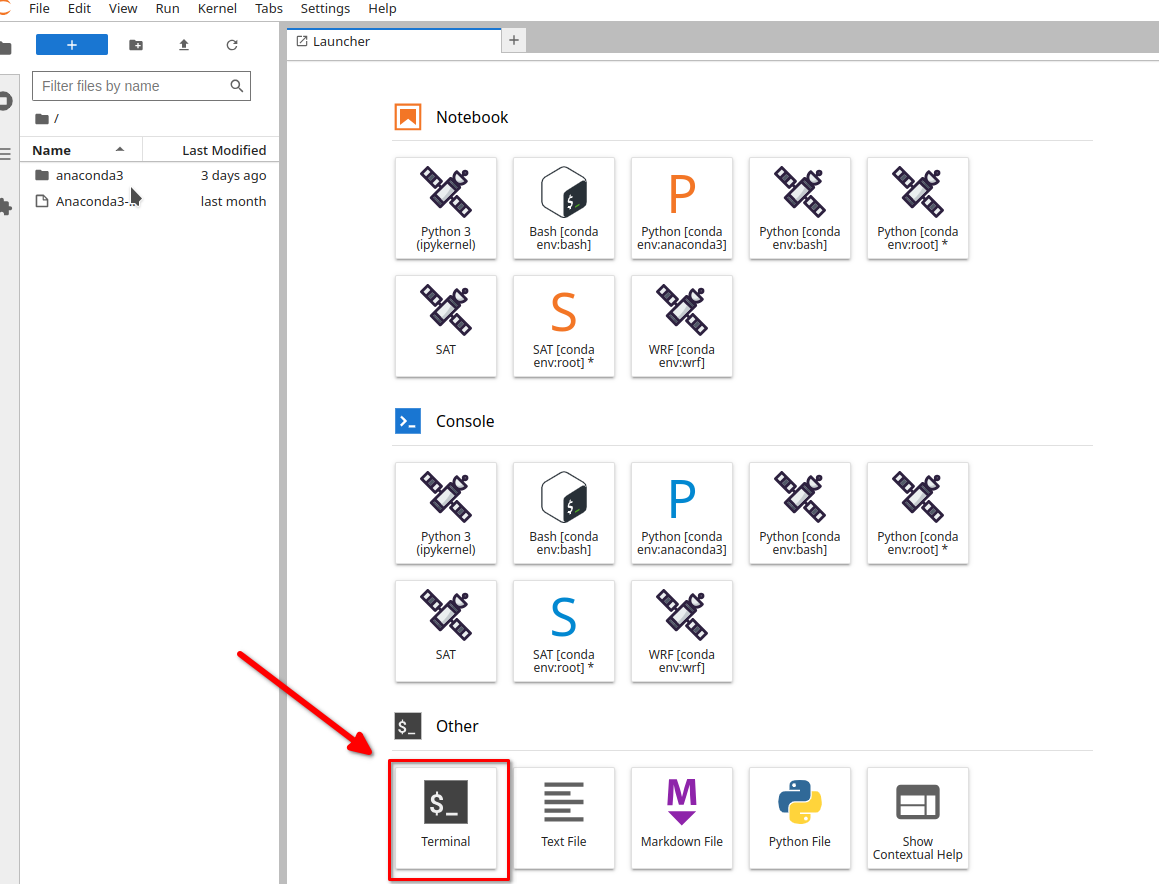 File Edit View Run Kernel Tabs Settings Help
+
Filter files by name
/
Name Last Modified
anaconda3 3 days ago
Anaconda3-... last month
Launcher +
Notebook
Python 3
(ipykernel)
$_
Bash [conda
env:bash]
P
Python [conda
env:anaconda3]
Python [conda
env:bash]
Python [conda
env:root] *
SAT
S
SAT [conda
env:root] *
WRF [conda
env:wrf]
>_ Console
Python 3
(ipykernel)
$_
Bash [conda
env:bash]
P
Python [conda
env:anaconda3]
Python [conda
env:bash]
Python [conda
env:root] *
SAT
S
SAT [conda
env:root] *
WRF [conda
env:wrf]
$_ Other
$_
Terminal
Text File
M
Markdown File
Python File
Show
Contextual Help